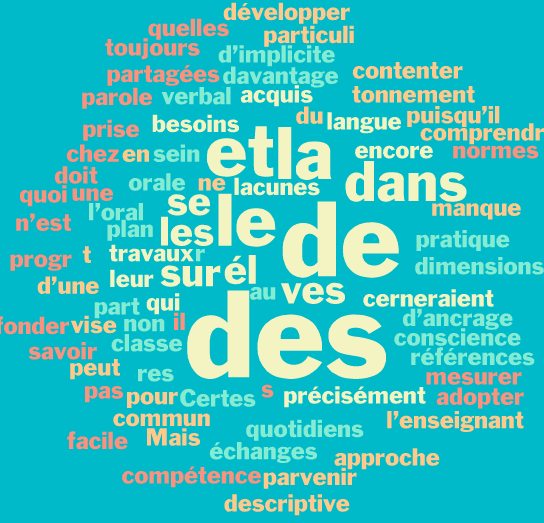 développer
quelles particuli
toujours d'implicite
partagées davantage contenter
parole verbal acquis tonnement
prise besoins du langue puisqu'il
comprendr
chez en sein et la encore normes
doit orale ne lacunes dans
quoi une se manque
n'est l'oral plan les le de pratique
progr t travaux r dimensions
d'une leur sur él
part qui au ves cerneraient
fonder vise non il des d'ancrage
savoir classe conscience
peut res références
mesurer
pas pour Certes s précisément adopter
commun l'enseignant
facile Mais quotidiens
échanges approche
compétence parvenir
descriptive